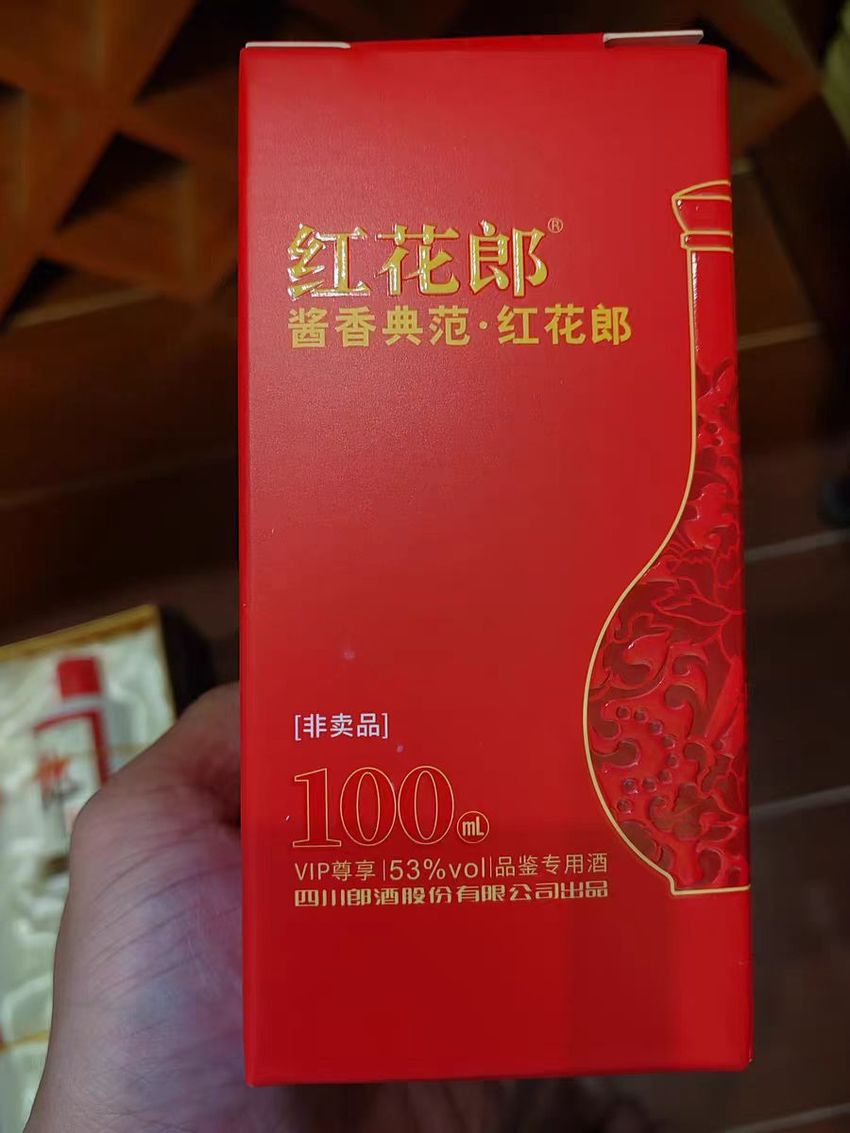 红花郎®
酱香典范·红花郎
[非卖品]
100mL
VIP尊享|53%vol|品鉴专用酒
四川郎酒股份有限公司出品